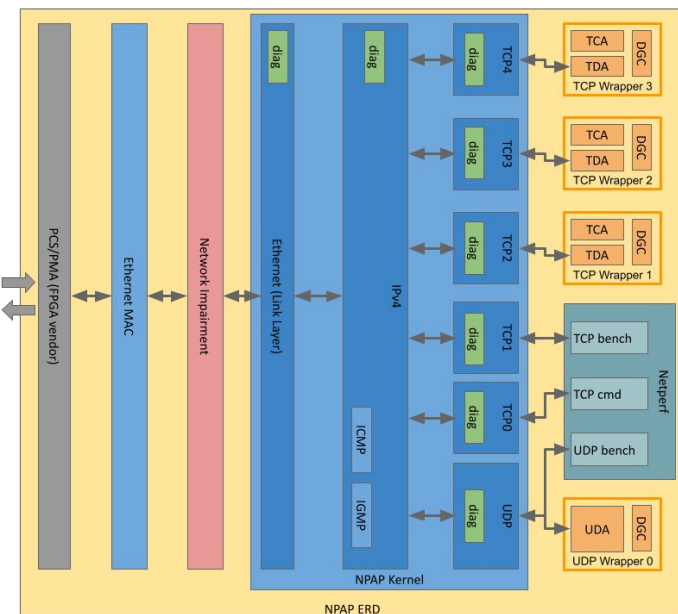 PCS/PMA (FPGA vendor)
Ethernet MAC
Network Impairment
diag
Ethernet (Link Layer)
diag
IPv4
ICMP
IGMP
TCP4
diag
TCP3
diag
TCP2
diag
TCP1
diag
TCP0
diag
UDP
diag
NPAP Kernel
TCA
TDA
DGC
TCP Wrapper 3
TCA
TDA
DGC
TCP Wrapper 2
TCA
TDA
DGC
TCP Wrapper 1
TCP bench
TCP cmd
UDP bench
Netperf
UDA
DGC
UDP Wrapper 0
NPAP ERD